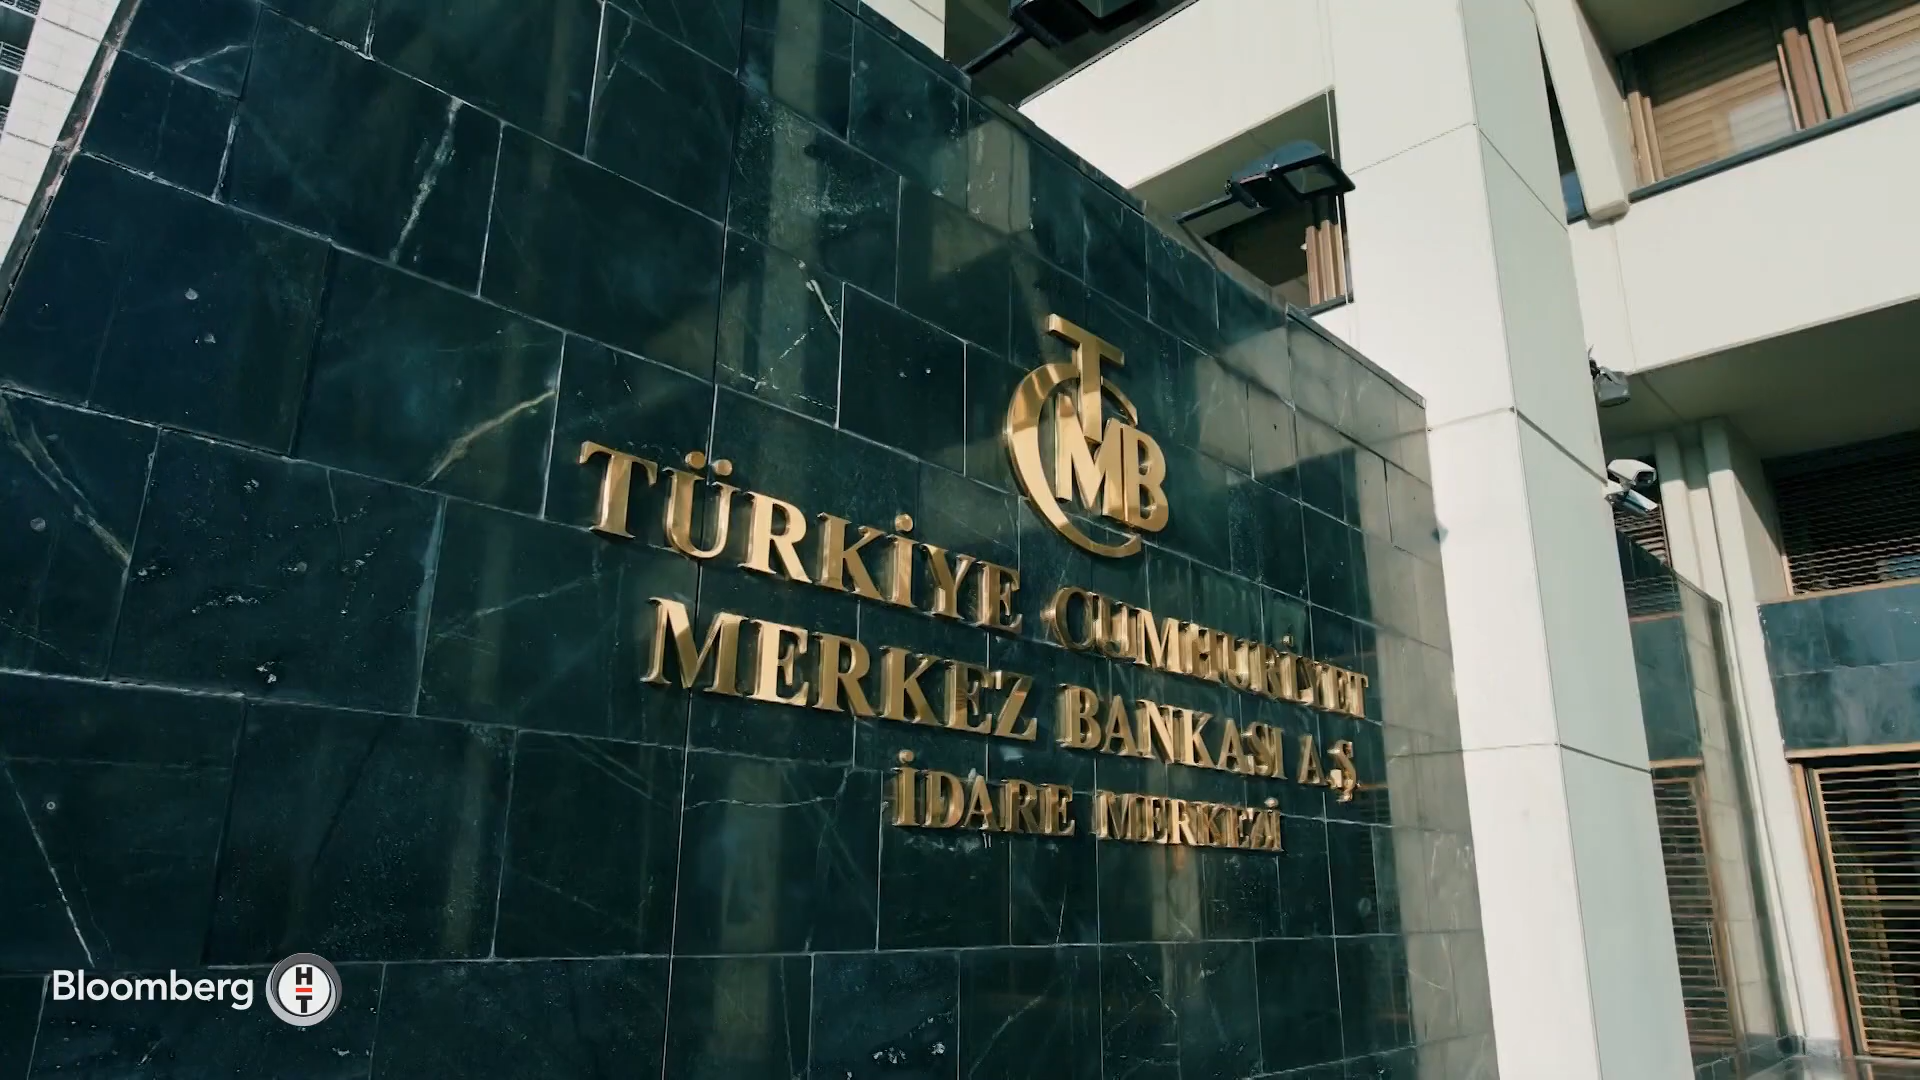 TCMB
TÜRKİYE CUMHURİYET
MERKEZ BANKASI A.Ş.
İDARE MERKEZİ
Bloomberg HT